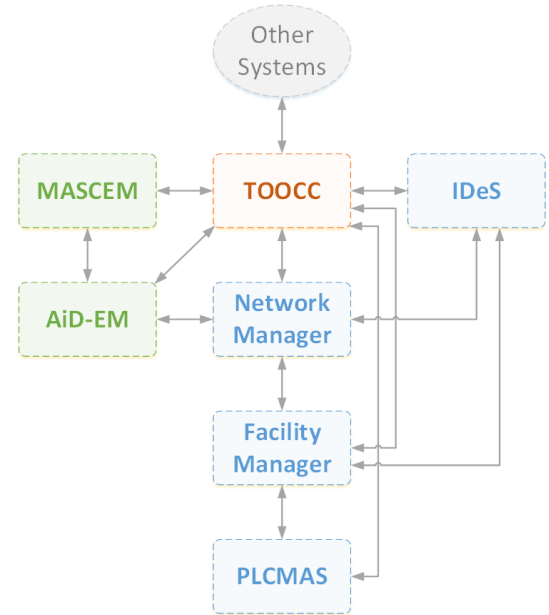 Other
Systems
MASCEM
TOOCC
IDeS
AiD-EM
Network
Manager
Facility
Manager
PLCMAS